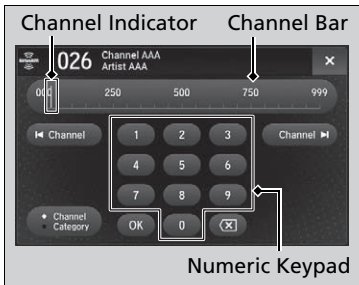 Channel Indicator Channel Bar
026 Channel AAA
Artist AAA
000 250 500 750 999
Channel 1 2 3 Channel
4 5 6
7 8 9
Channel
Category
OK 0
Numeric Keypad